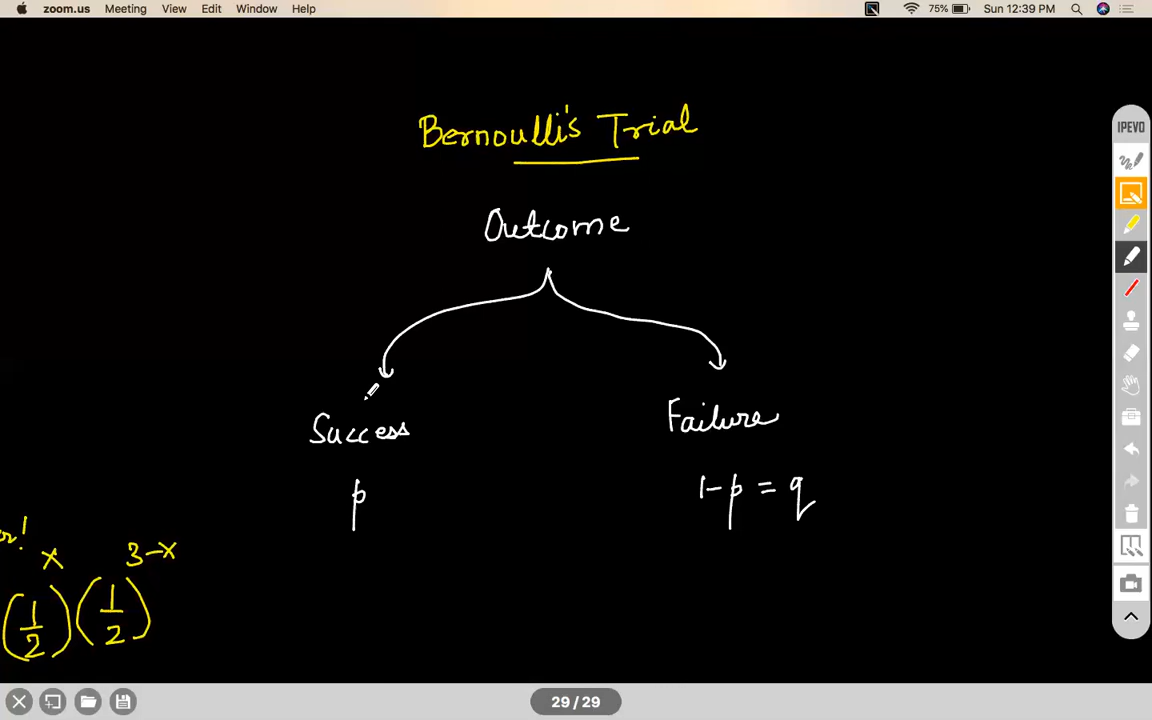 zoom.us Meeting View Edit Window Help 75% Sun 12:39 PM
Bernoulli's Trial
IPEVO
Outcome
Success Failure
p 1-p = q
x 3-x
(1/2) (1/2)
29 / 29